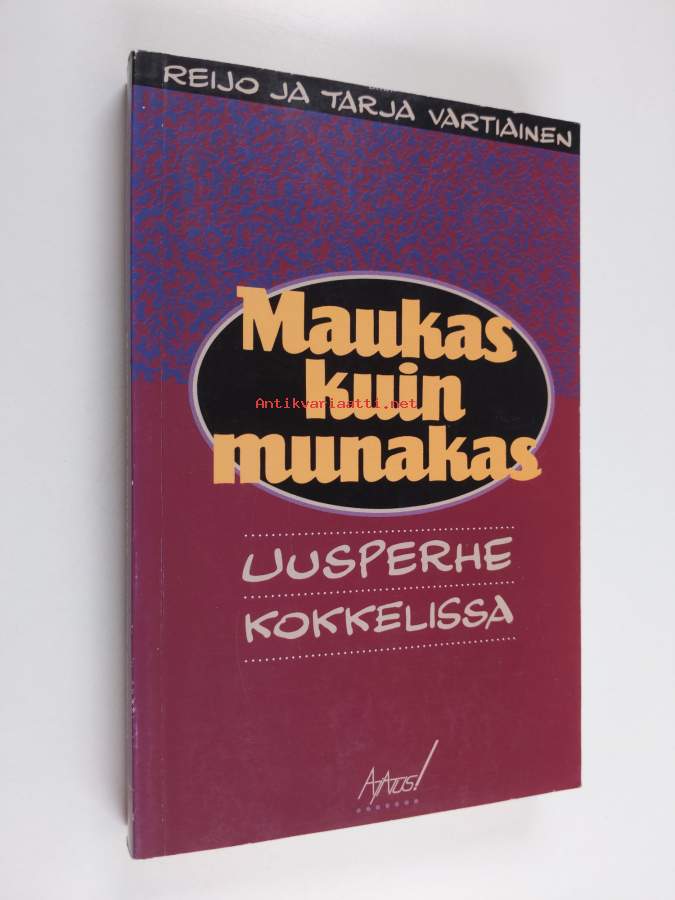 REIJO JA TARJA VARTIAINEN
Maukas
kuin
Antikvariaatti.net
munakas
UUSPERHE
KOKKELISSA
Ajatus!